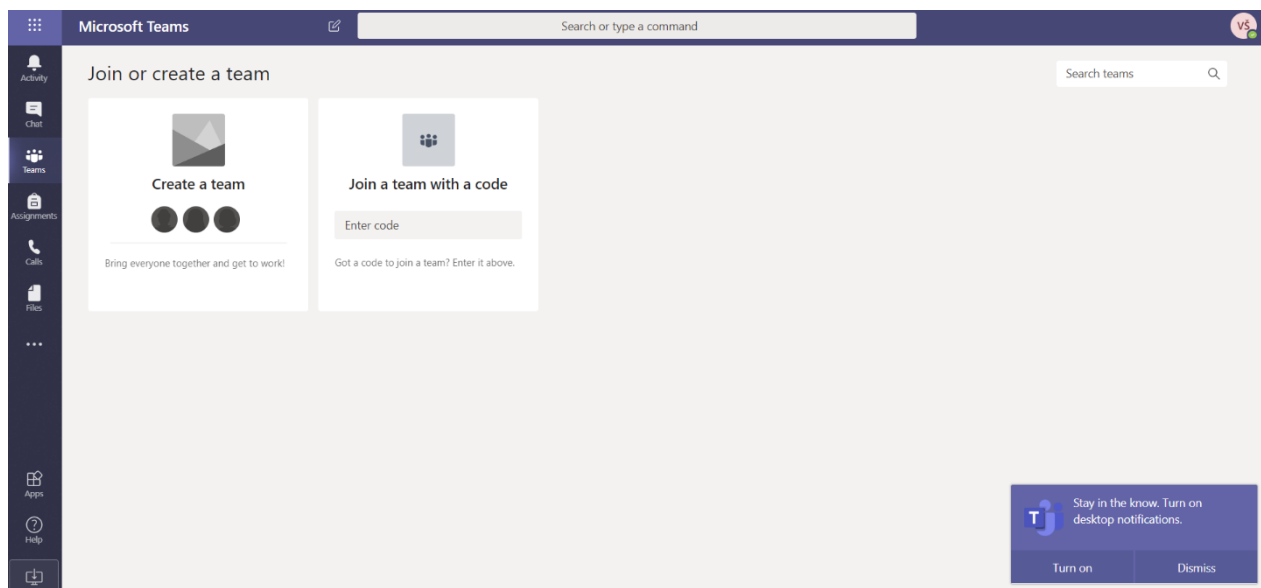 Microsoft Teams
Search or type a command
VŠ
Activity
Chat
Teams
Assignments
Calls
Files
Apps
Help
Join or create a team
Search teams
Create a team
Bring everyone together and get to work!
Join a team with a code
Enter code
Got a code to join a team? Enter it above.
T
Stay in the know. Turn on
desktop notifications.
Turn on
Dismiss